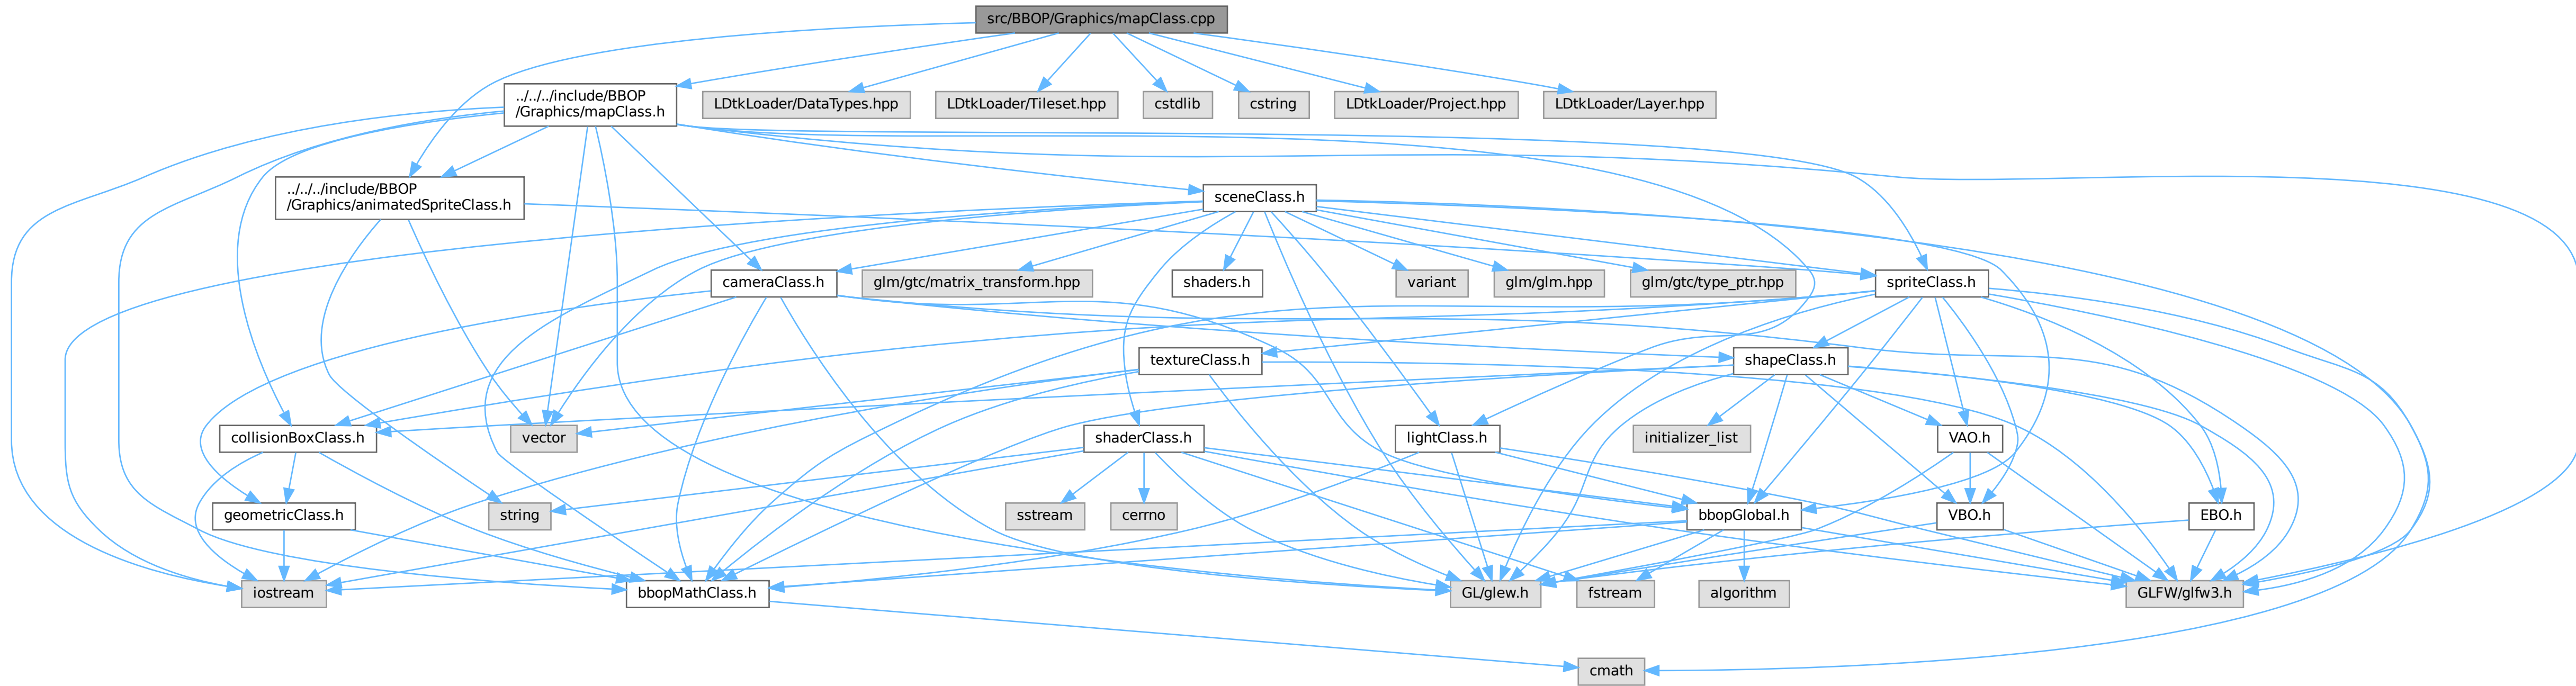 src/BBOP/Graphics/mapClass.cpp
../../../include/BBOP
/Graphics/mapClass.h
LDtkLoader/DataTypes.hpp
LDtkLoader/Tileset.hpp
cstdlib
cstring
LDtkLoader/Project.hpp
LDtkLoader/Layer.hpp
../../../include/BBOP
/Graphics/animatedSpriteClass.h
sceneClass.h
cameraClass.h
glm/gtc/matrix_transform.hpp
shaders.h
variant
glm/glm.hpp
glm/gtc/type_ptr.hpp
spriteClass.h
textureClass.h
shapeClass.h
collisionBoxClass.h
vector
shaderClass.h
lightClass.h
initializer_list
VAO.h
geometricClass.h
string
sstream
cerrno
bbopGlobal.h
VBO.h
EBO.h
iostream
bbopMathClass.h
GL/glew.h
fstream
algorithm
GLFW/glfw3.h
cmath